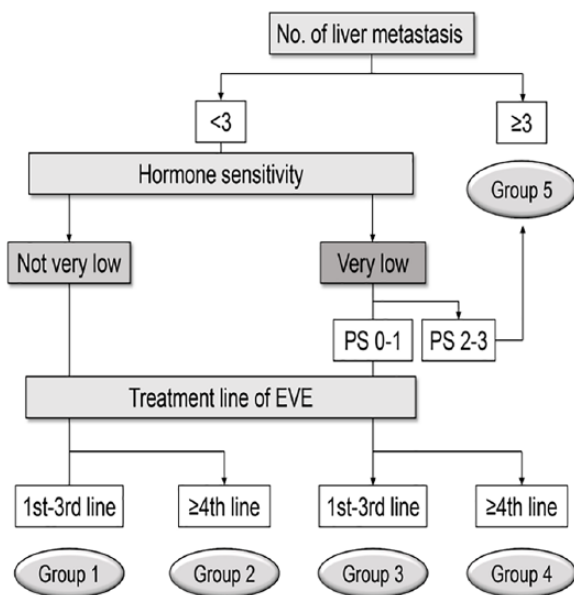 No. of liver metastasis
<3
≥3
Hormone sensitivity
Group 5
Not very low
Very low
PS 0-1
PS 2-3
Treatment line of EVE
1st-3rd line
≥4th line
1st-3rd line
≥4th line
Group 1
Group 2
Group 3
Group 4